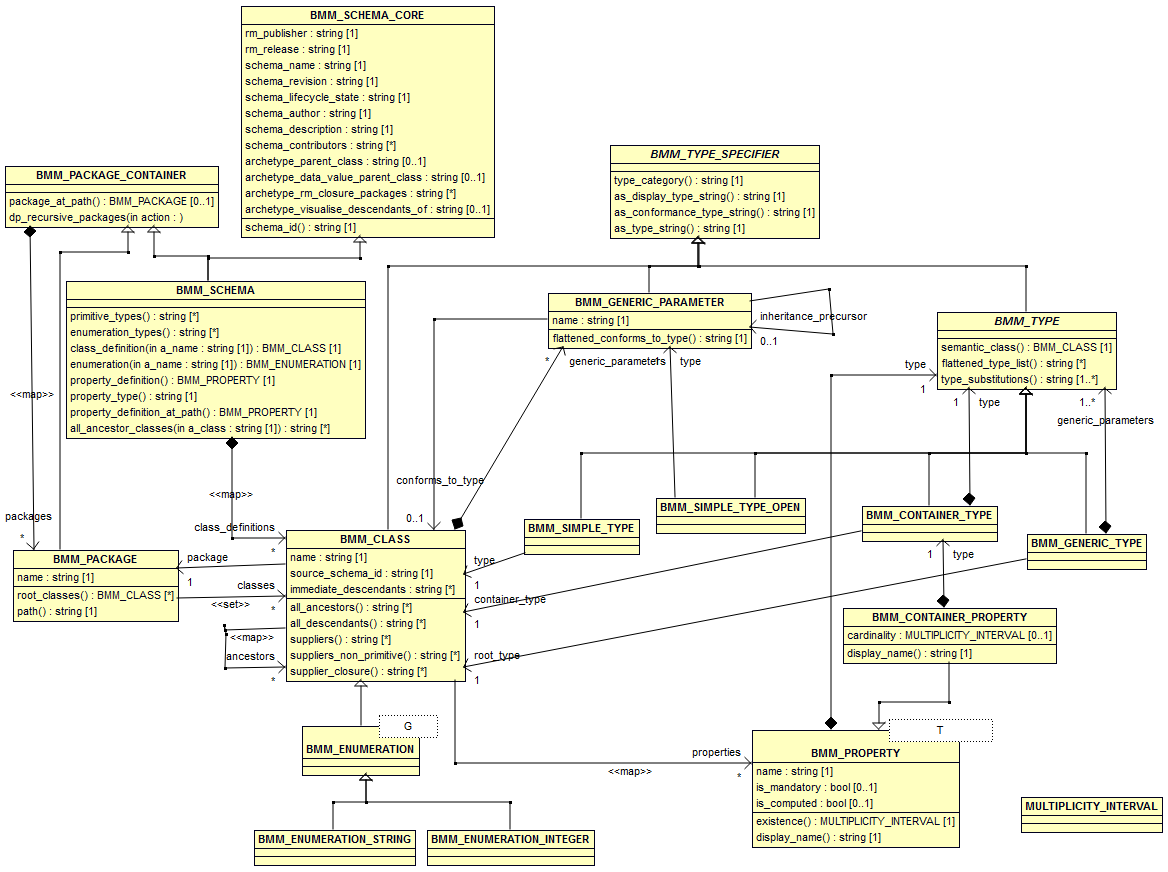 BMM_SCHEMA_CORE
rm_publisher : string [1]
rm_release : string [1]
schema_name : string [1]
schema_revision : string [1]
schema_lifecycle_state : string [1]
schema_author : string [1]
schema_description : string [1]
schema_contributors : string [*]
archetype_parent_class : string [0..1]
archetype_data_value_parent_class : string [0..1]
archetype_rm_closure_packages : string [*]
archetype_visualise_descendants_of : string [0..1]
schema_id() : string [1]
BMM_PACKAGE_CONTAINER
package_at_path() : BMM_PACKAGE [0..1]
dp_recursive_packages(in action : )
BMM_TYPE_SPECIFIER
type_category() : string [1]
as_display_type_string() : string [1]
as_conformance_type_string() : string [1]
as_type_string() : string [1]
BMM_SCHEMA
primitive_types() : string [*]
enumeration_types() : string [*]
class_definition(in a_name : string [1]) : BMM_CLASS [1]
enumeration(in a_name : string [1]) : BMM_ENUMERATION [1]
property_definition() : BMM_PROPERTY [1]
property_type() : string [1]
property_definition_at_path() : BMM_PROPERTY [1]
all_ancestor_classes(in a_class : string [1]) : string [*]
BMM_GENERIC_PARAMETER
name : string [1]
flattened_conforms_to_type() : string [1]
inheritance_precursor
0..1
BMM_TYPE
semantic_class() : BMM_CLASS [1]
flattened_type_list() : string [*]
type_substitutions() : string [1..*]
*
generic_parameters
type
type
1
1
type
1..*
generic_parameters
<<map>>
packages
*
<<map>>
class_definitions
*
conforms_to_type
0..1
BMM_SIMPLE_TYPE
BMM_SIMPLE_TYPE_OPEN
BMM_CONTAINER_TYPE
BMM_GENERIC_TYPE
BMM_PACKAGE
name : string [1]
root_classes() : BMM_CLASS [*]
path() : string [1]
package
1
classes
<<set>>
*
<<map>>
ancestors
*
BMM_CLASS
name : string [1]
source_schema_id : string [1]
immediate_descendants : string [*]
all_ancestors() : string [*]
all_descendants() : string [*]
suppliers() : string [*]
suppliers_non_primitive() : string [*]
supplier_closure() : string [*]
type
1
container_type
1
root_type
1
1
type
BMM_CONTAINER_PROPERTY
cardinality : MULTIPLICITY_INTERVAL [0..1]
display_name() : string [1]
G
BMM_ENUMERATION
properties
<<map>>
*
T
BMM_PROPERTY
name : string [1]
is_mandatory : bool [0..1]
is_computed : bool [0..1]
existence() : MULTIPLICITY_INTERVAL [1]
display_name() : string [1]
MULTIPLICITY_INTERVAL
BMM_ENUMERATION_STRING
BMM_ENUMERATION_INTEGER